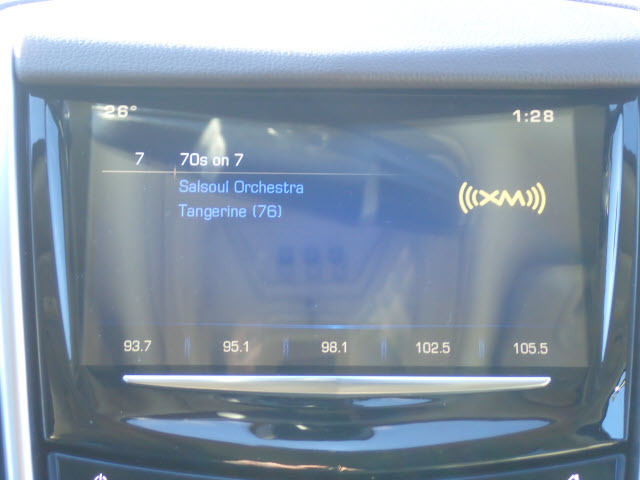 26° 1:28
7 70s on 7
Salsoul Orchestra
Tangerine (76)
((XM))
93.7 95.1 98.1 102.5 105.5